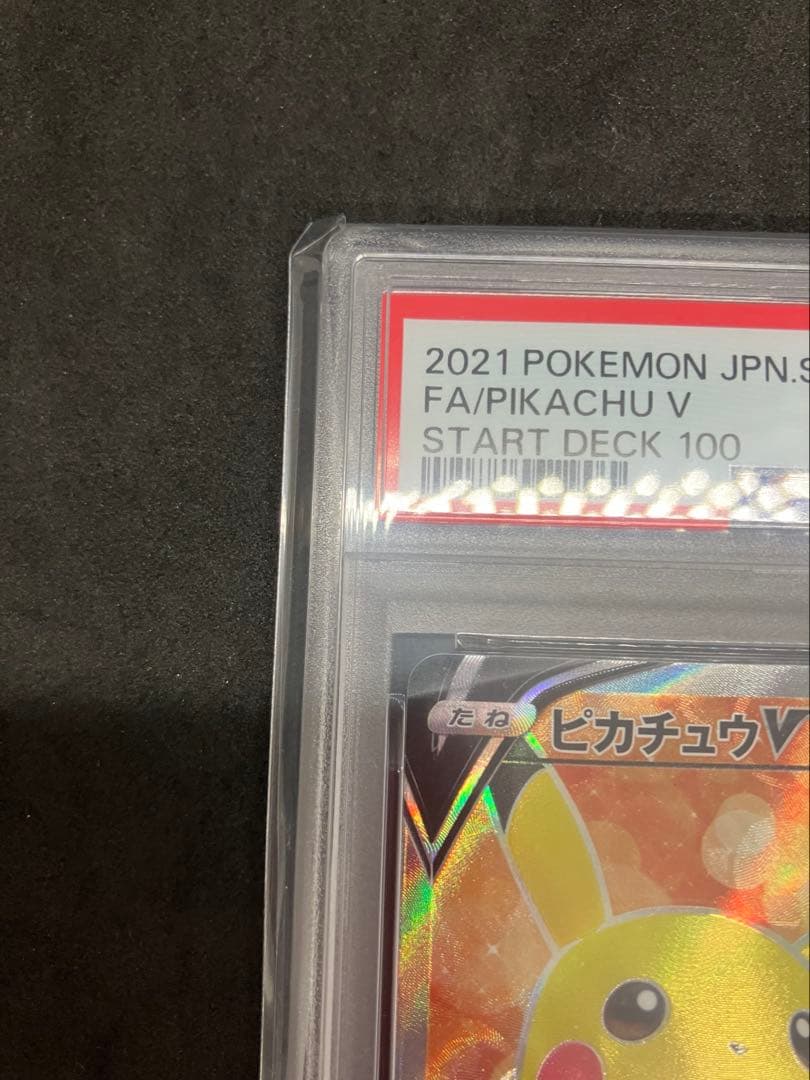 2021 POKEMON JPN.S
FA/PIKACHU V
START DECK 100
たね ピカチュウV